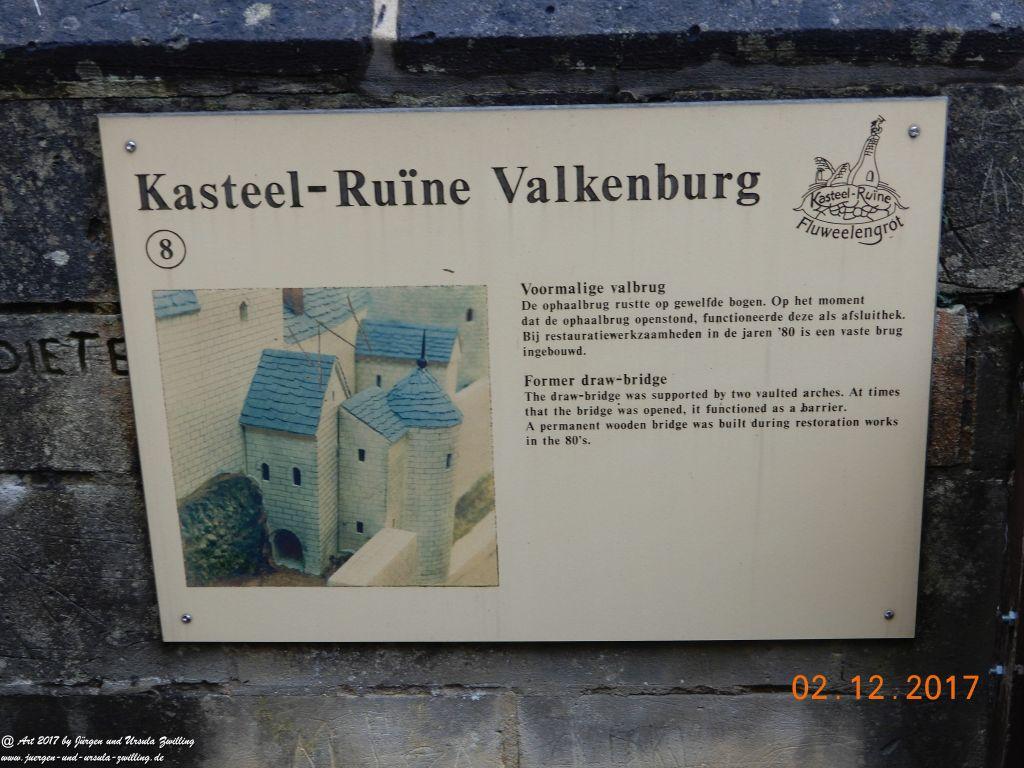 Kasteel-Ruïne Valkenburg
Kasteel-Ruïne
Fluweelengrot
8
Voormalige valbrug
De ophaalbrug rustte op gewelfde bogen. Op het moment
dat de ophaalbrug openstond, functioneerde deze als afsluithek.
Bij restauratiewerkzaamheden in de jaren '80 is een vaste brug
ingebouwd.
Former draw-bridge
The draw-bridge was supported by two vaulted arches. At times
that the bridge was opened, it functioned as a barrier.
A permanent wooden bridge was built during restoration works
in the 80's.
DIETE
02.12.2017
@ Art 2017 by Jürgen und Ursula Zwilling
www.juergen-und-ursula-zwilling.de